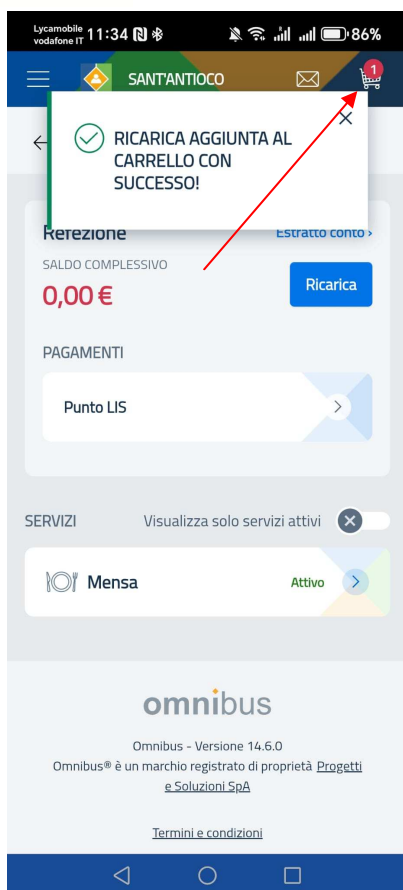 Lycamobile
vodafone IT 11:34 86%
SANT'ANTIOCO 1
RICARICA AGGIUNTA AL
CARRELLO CON
SUCCESSO!
Refezione Estratto conto ›
SALDO COMPLESSIVO
0,00 € Ricarica
PAGAMENTI
Punto LIS
SERVIZI Visualizza solo servizi attivi
Mensa Attivo
omnibus
Omnibus - Versione 14.6.0
Omnibus® è un marchio registrato di proprietà Progetti
e Soluzioni SpA
Termini e condizioni